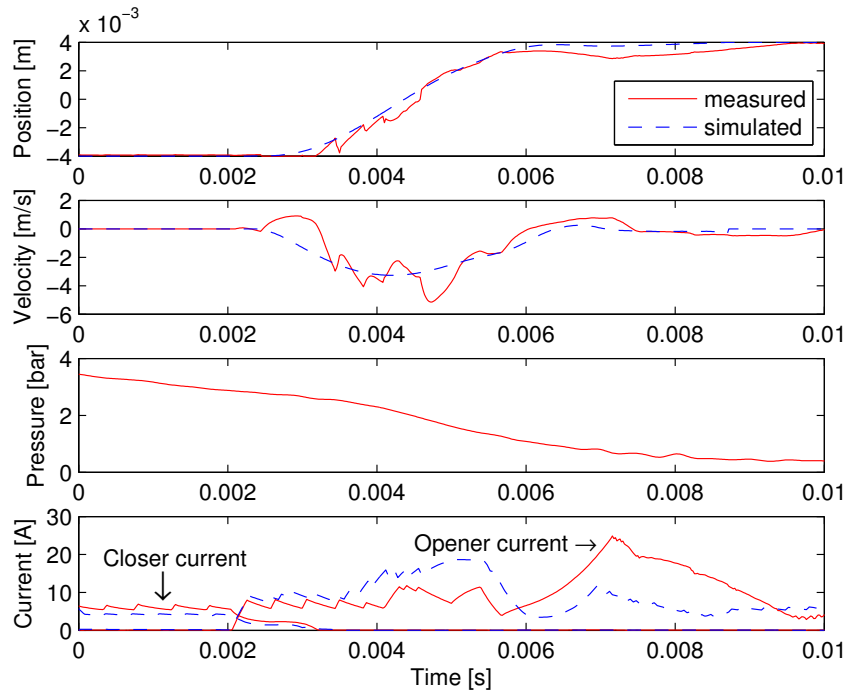 x 10⁻³
Position [m]
4
2
0
−2
−4
measured
simulated
0 0.002 0.004 0.006 0.008 0.01
Velocity [m/s]
2
0
−2
−4
−6
0 0.002 0.004 0.006 0.008 0.01
Pressure [bar]
4
2
0
0 0.002 0.004 0.006 0.008 0.01
Current [A]
30
20
10
0
Closer current
Opener current
0 0.002 0.004 0.006 0.008 0.01
Time [s]